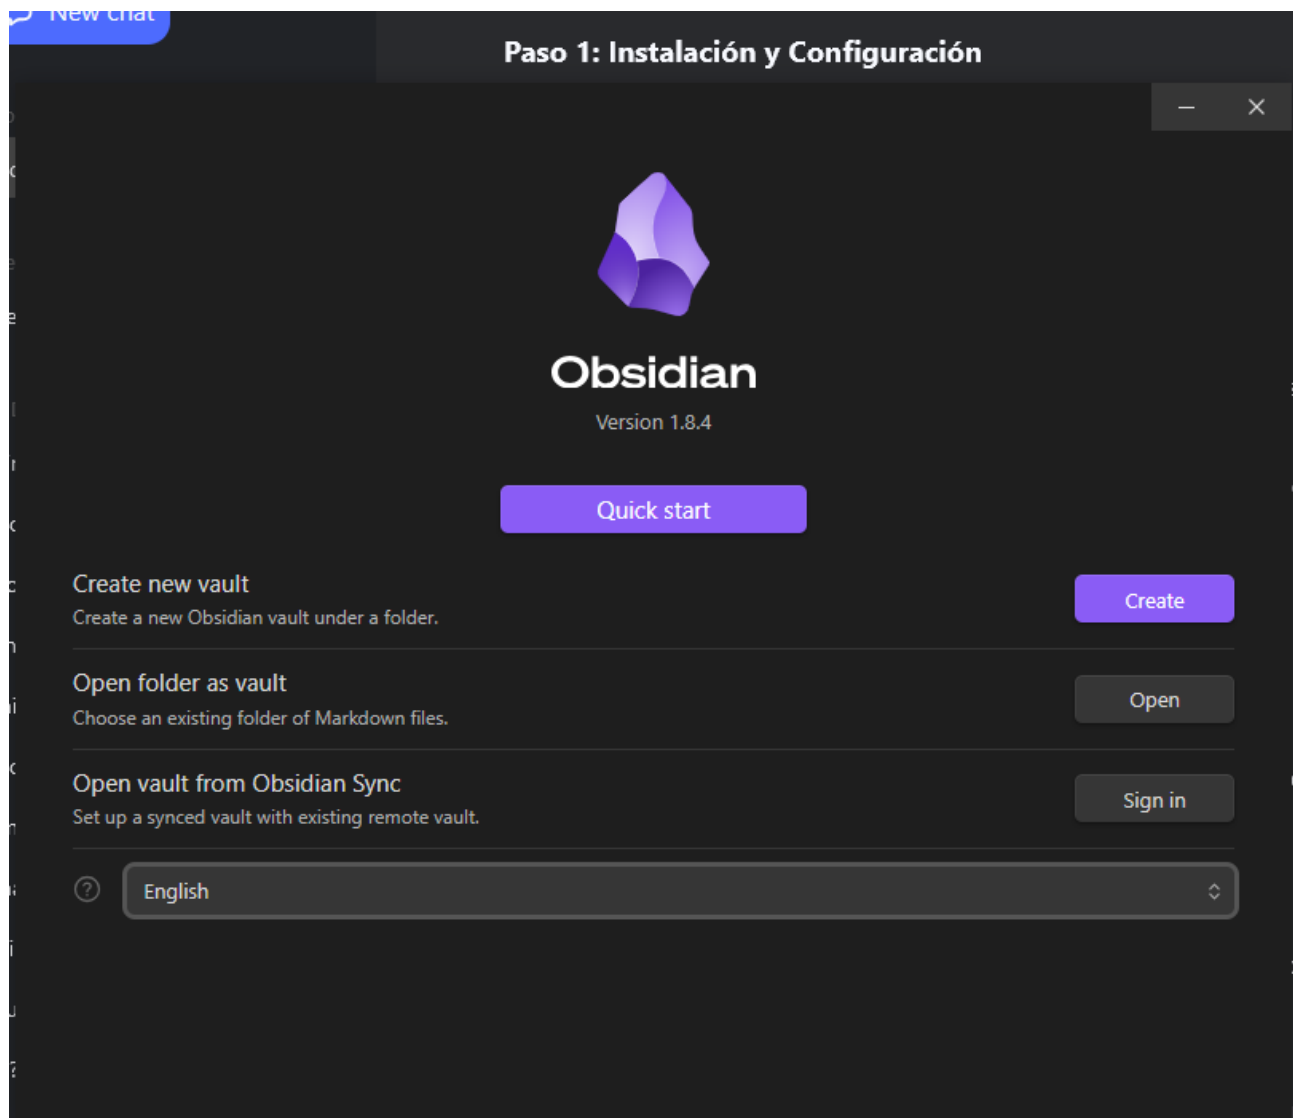 New chat
Paso 1: Instalación y Configuración
Obsidian
Version 1.8.4
Quick start
Create new vault
Create a new Obsidian vault under a folder.
Create
Open folder as vault
Choose an existing folder of Markdown files.
Open
Open vault from Obsidian Sync
Set up a synced vault with existing remote vault.
Sign in
English